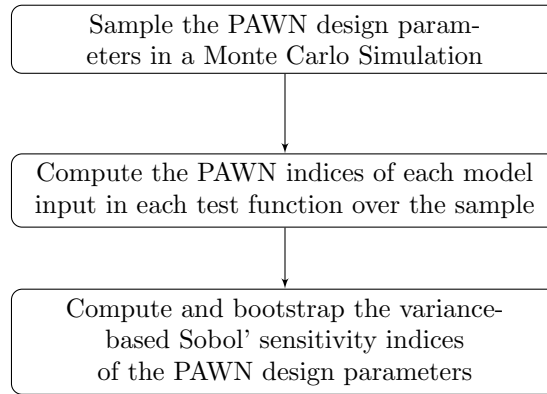 Sample the PAWN design param-
eters in a Monte Carlo Simulation
Compute the PAWN indices of each model
input in each test function over the sample
Compute and bootstrap the variance-
based Sobol’ sensitivity indices
of the PAWN design parameters